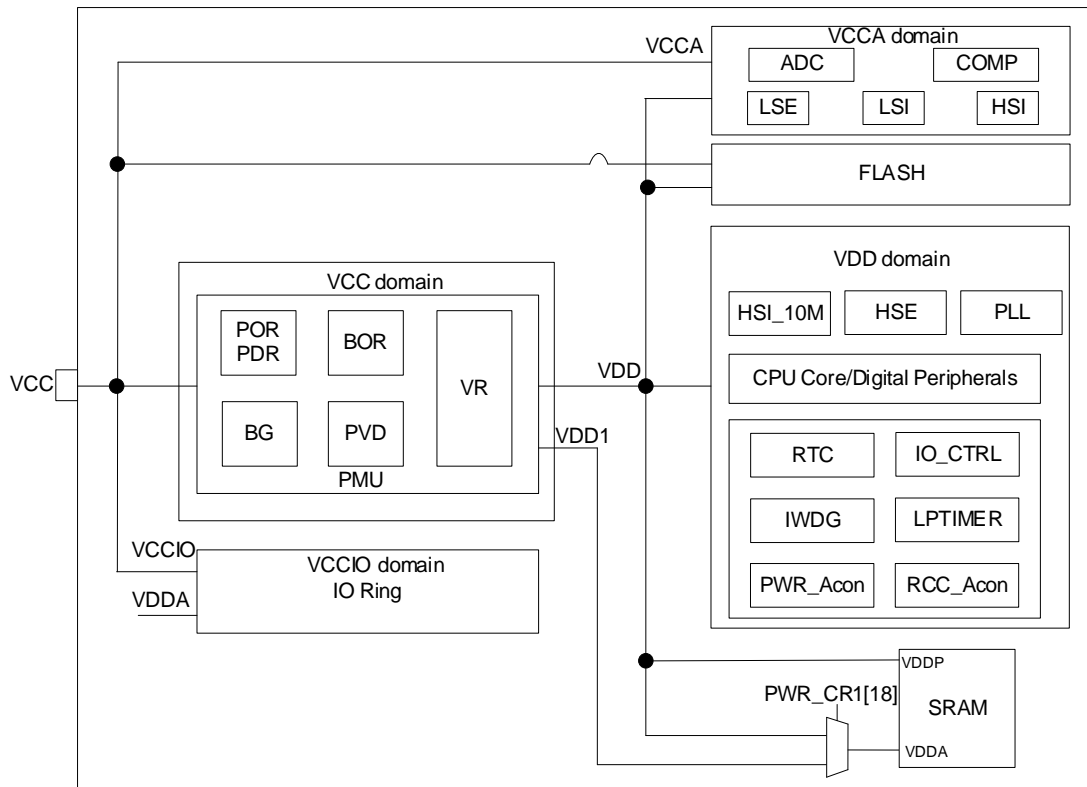 VCCA
VCCA domain
ADC
COMP
LSE
LSI
HSI
FLASH
VCC domain
POR
PDR
BOR
VR
BG
PVD
PMU
VCC
VDD
VDD1
VDD domain
HSI_10M
HSE
PLL
CPU Core/Digital Peripherals
RTC
IO_CTRL
IWDG
LPTIMER
PWR_Acon
RCC_Acon
VCCIO
VDDA
VCCIO domain
IO Ring
PWR_CR1[18]
VDDP
SRAM
VDDA